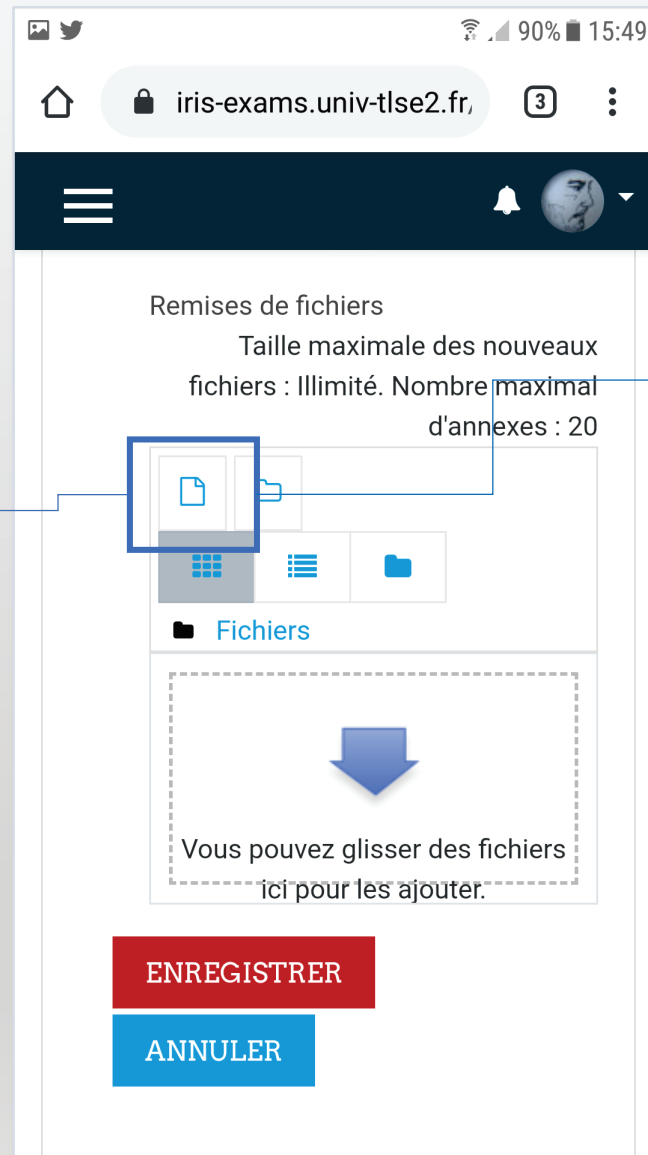 90% 15:49
iris-exams.univ-tlse2.fr/
3
Remises de fichiers
Taille maximale des nouveaux
fichiers : Illimité. Nombre maximal
d'annexes : 20
Fichiers
Vous pouvez glisser des fichiers
ici pour les ajouter.
ENREGISTRER
ANNULER